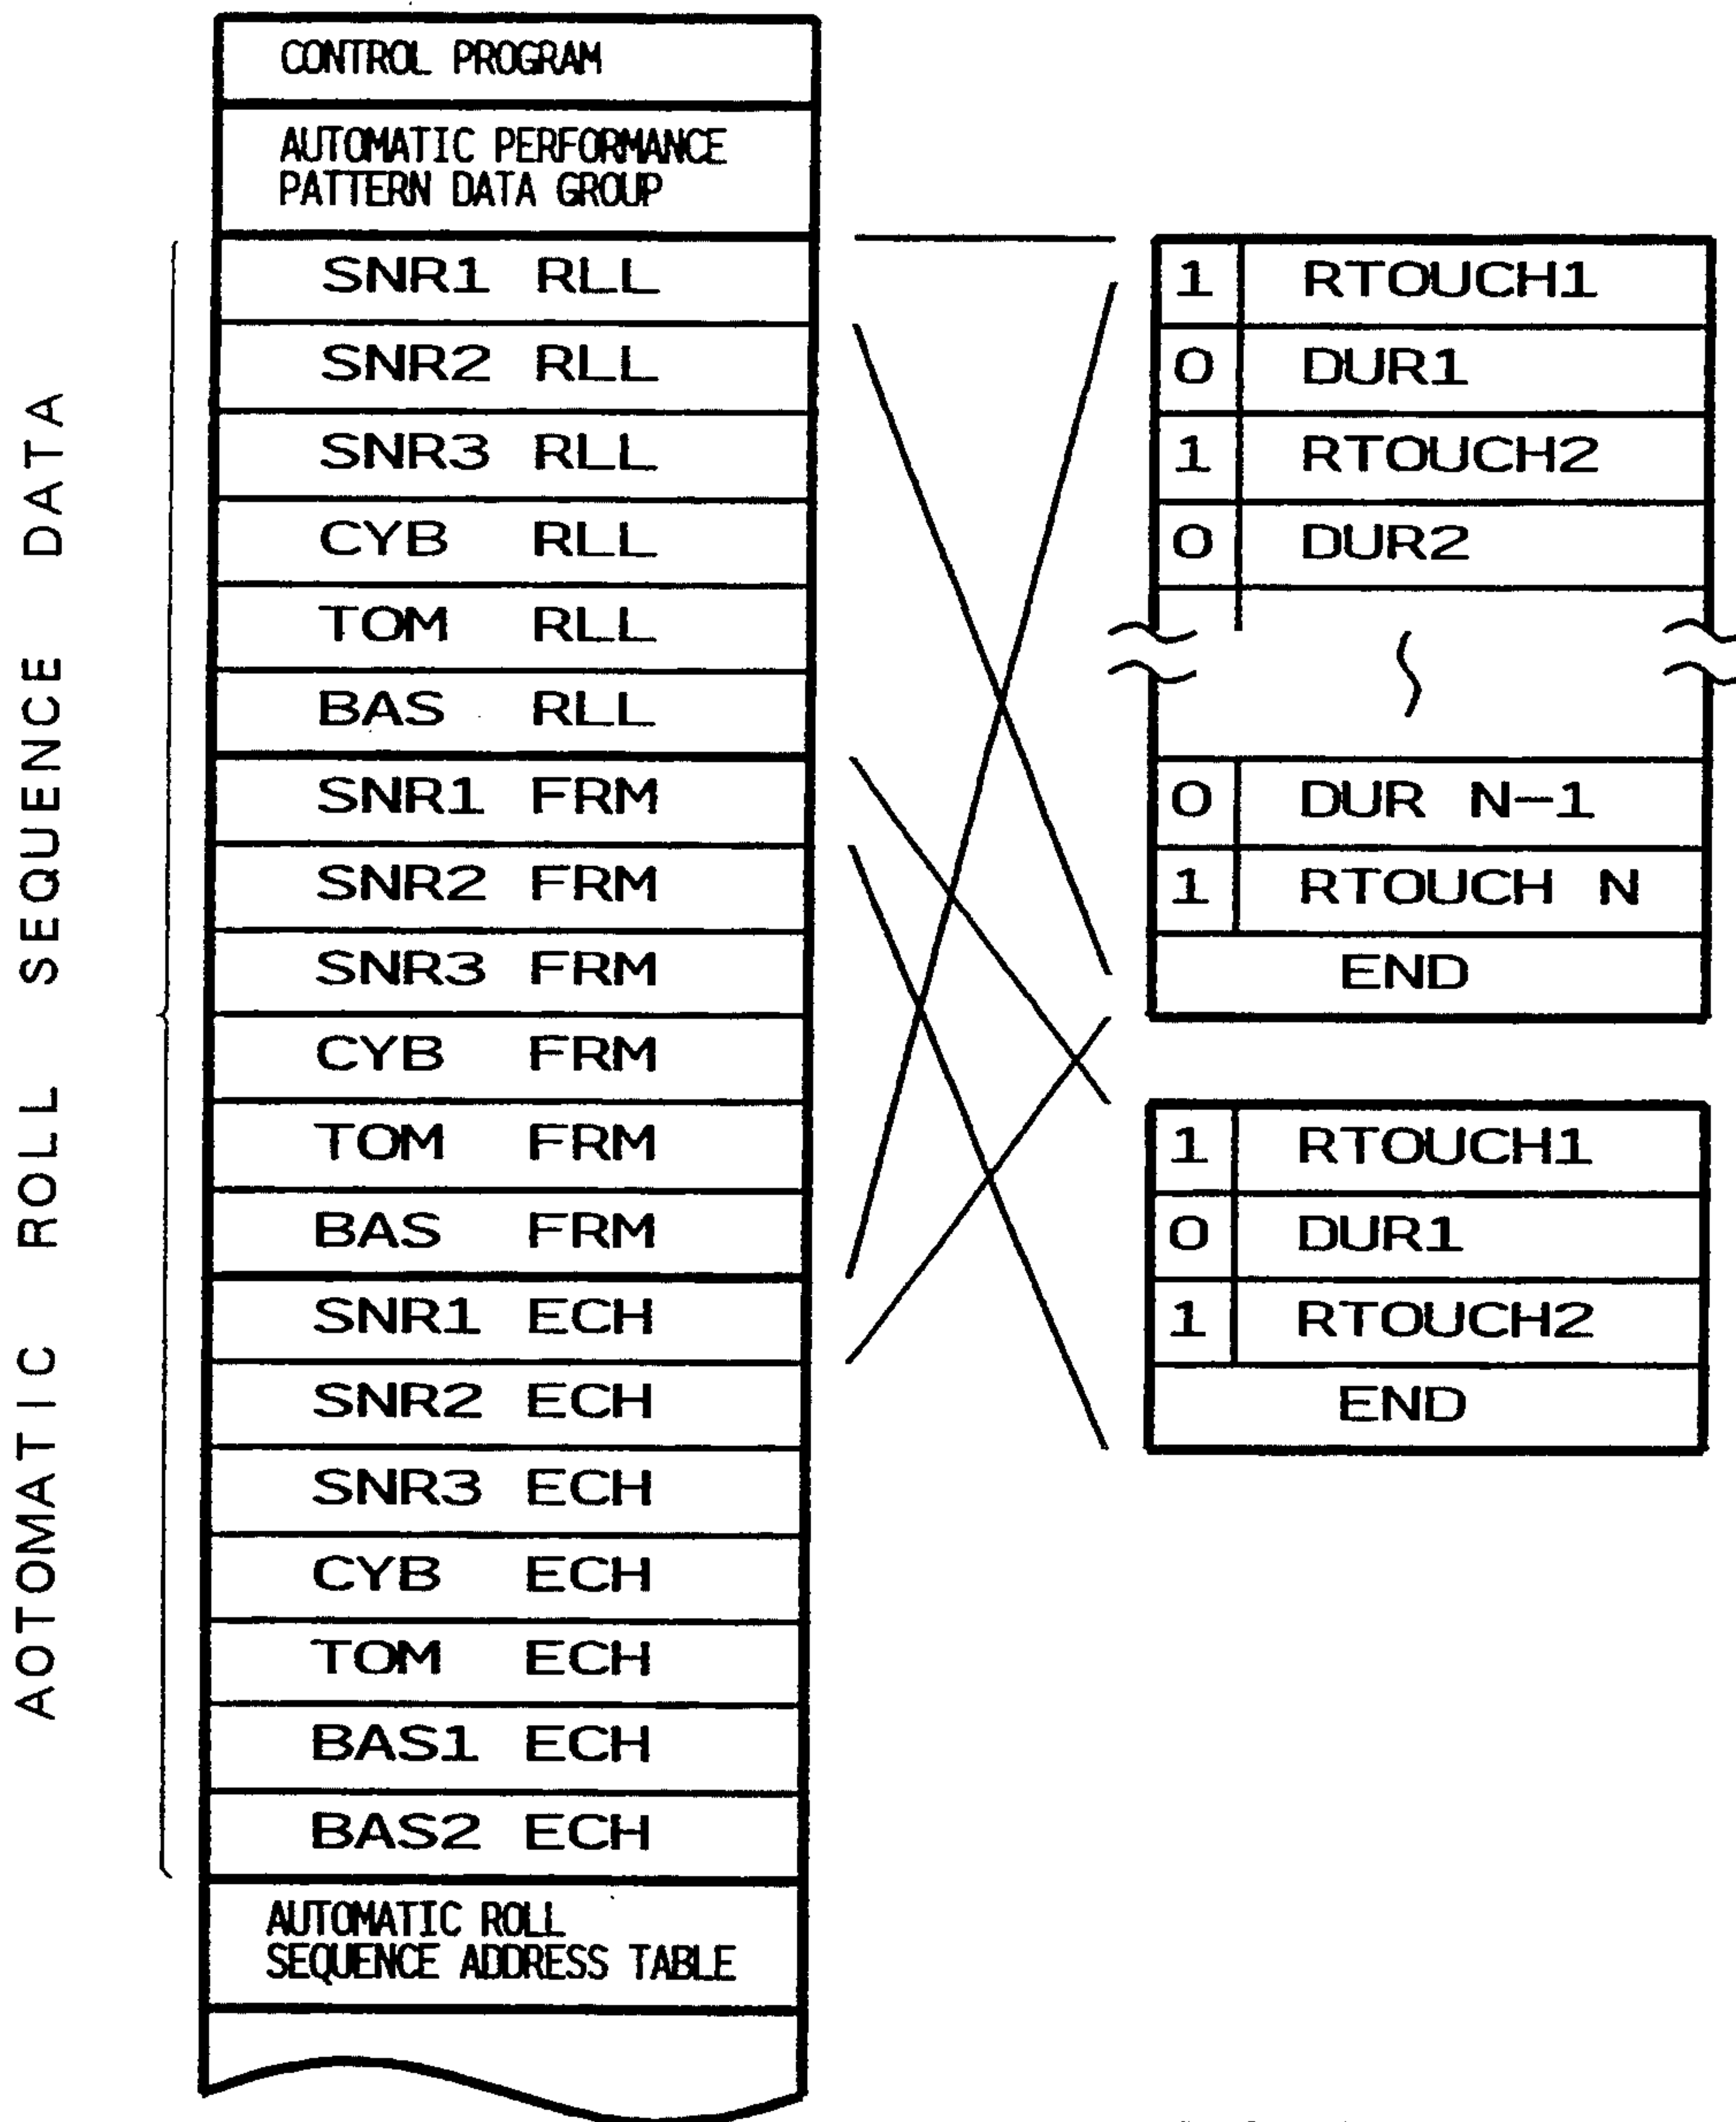 CONTROL PROGRAM
AUTOMATIC PERFORMANCE
PATTERN DATA GROUP
SNR1 RLL
SNR2 RLL
SNR3 RLL
CYB RLL
TOM RLL
BAS RLL
SNR1 FRM
SNR2 FRM
SNR3 FRM
CYB FRM
TOM FRM
BAS FRM
SNR1 ECH
SNR2 ECH
SNR3 ECH
CYB ECH
TOM ECH
BAS1 ECH
BAS2 ECH
AUTOMATIC ROLL
SEQUENCE ADDRESS TABLE
AOTOMATIC ROLL SEQUENCE DATA
1 RTOUCH1
0 DUR1
1 RTOUCH2
0 DUR2
0 DUR N-1
1 RTOUCH N
END
1 RTOUCH1
0 DUR1
1 RTOUCH2
END